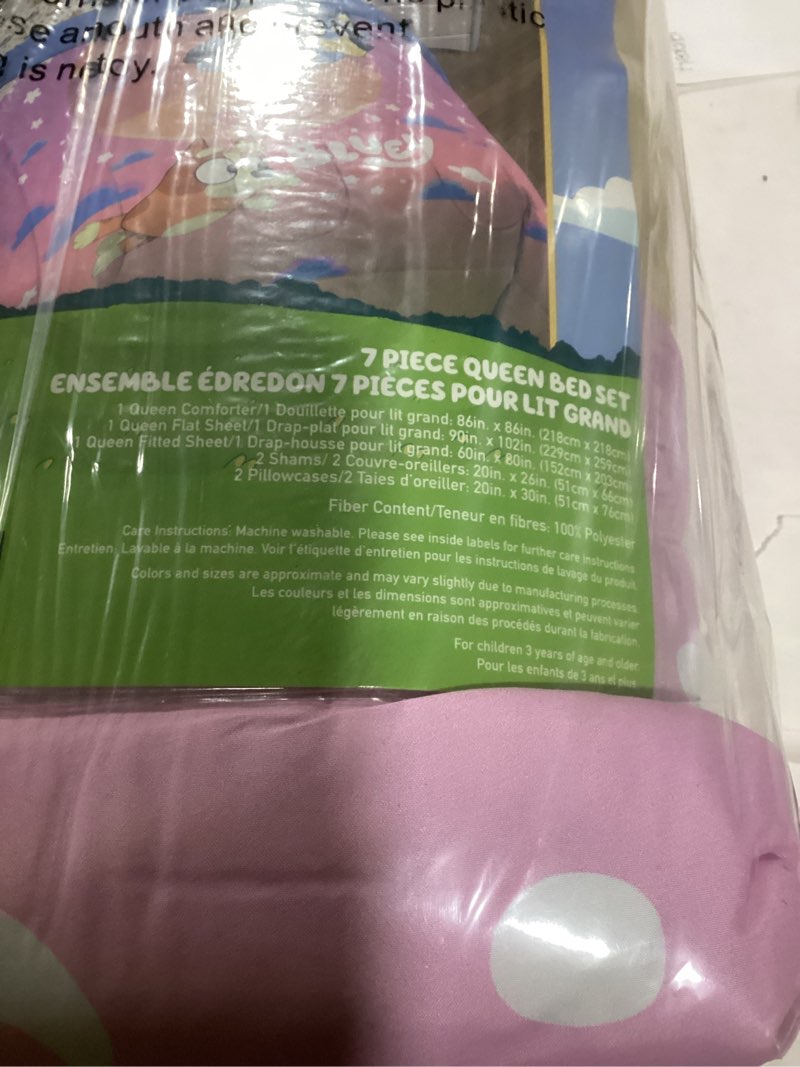 is not toy.
BLUEY
7 PIECE QUEEN BED SET
ENSEMBLE ÉDREDON 7 PIÈCES POUR LIT GRAND
1 Queen Comforter/1 Douillette pour lit grand: 86in. x 86in. (218cm x 218cm)
1 Queen Flat Sheet/1 Drap-plat pour lit grand: 90in. x 102in. (229cm x 259cm)
1 Queen Fitted Sheet/1 Drap-housse pour lit grand: 60in. x 80in. (152cm x 203cm)
2 Shams/ 2 Couvre-oreillers: 20in. x 26in. (51cm x 66cm)
2 Pillowcases/2 Taies d'oreiller: 20in. x 30in. (51cm x 76cm)
Fiber Content/Teneur en fibres: 100% Polyester
Care Instructions: Machine washable. Please see inside labels for further care instructions
Entretien: Lavable à la machine. Voir l'étiquette d'entretien pour les instructions de lavage du produit.
Colors and sizes are approximate and may vary slightly due to manufacturing processes.
Les couleurs et les dimensions sont approximatives et peuvent varier
légèrement en raison des procédés durant la fabrication.
For children 3 years of age and older.
Pour les enfants de 3 ans et plus.